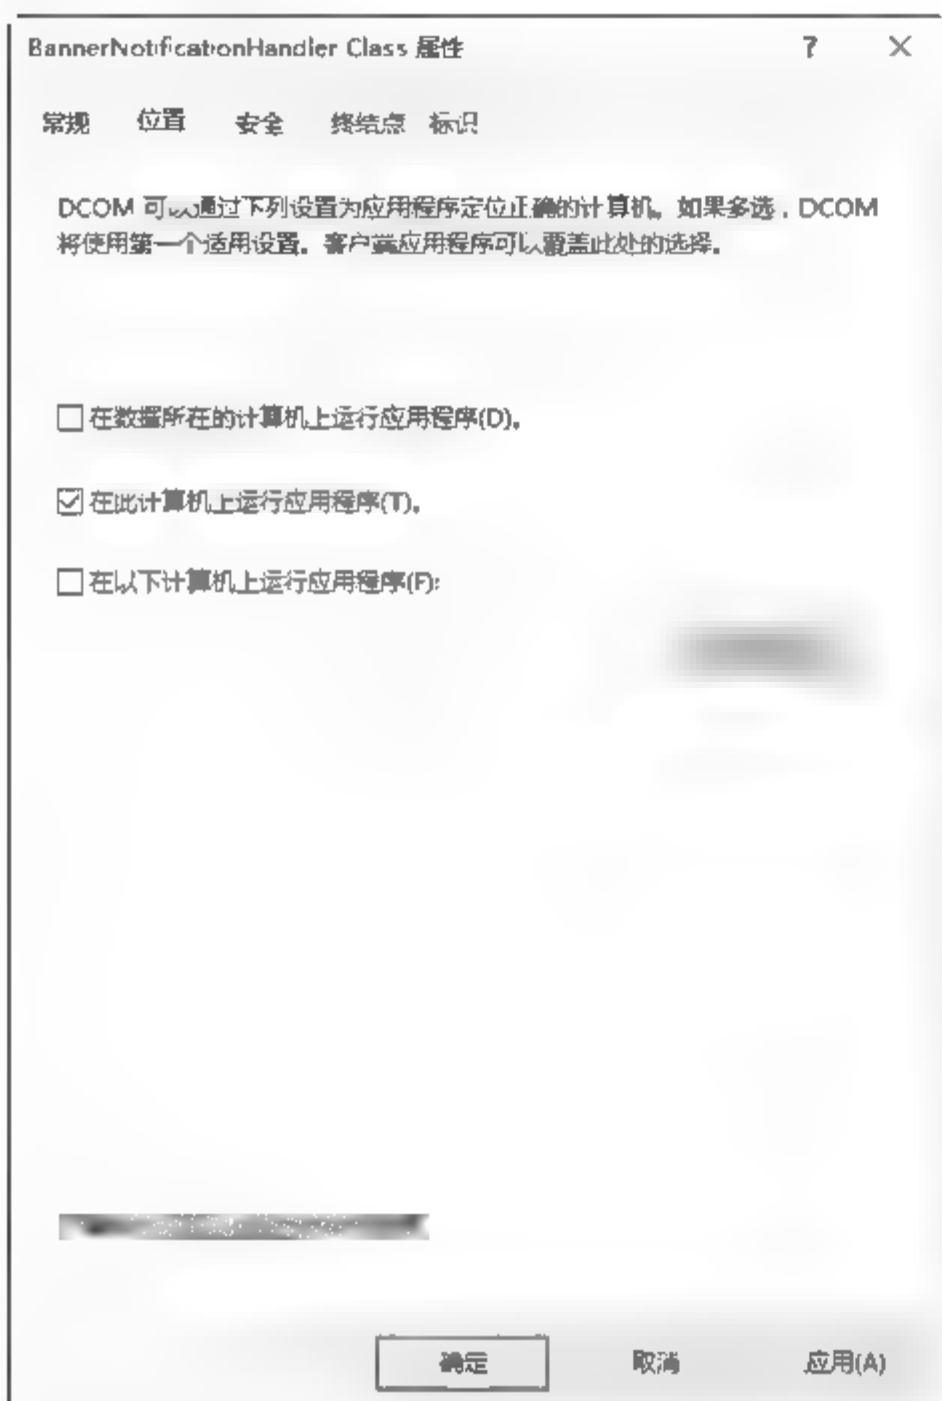 BannerNotificationHandler Class 属性 ? ×
常规 位置 安全 终结点 标识
DCOM 可以通过下列设置为应用程序定位正确的计算机。如果多选，DCOM
将使用第一个适用设置。客户端应用程序可以覆盖此处的选择。
在数据所在的计算机上运行应用程序(D)。
在此计算机上运行应用程序(T)。
在以下计算机上运行应用程序(F):
确定 取消 应用(A)